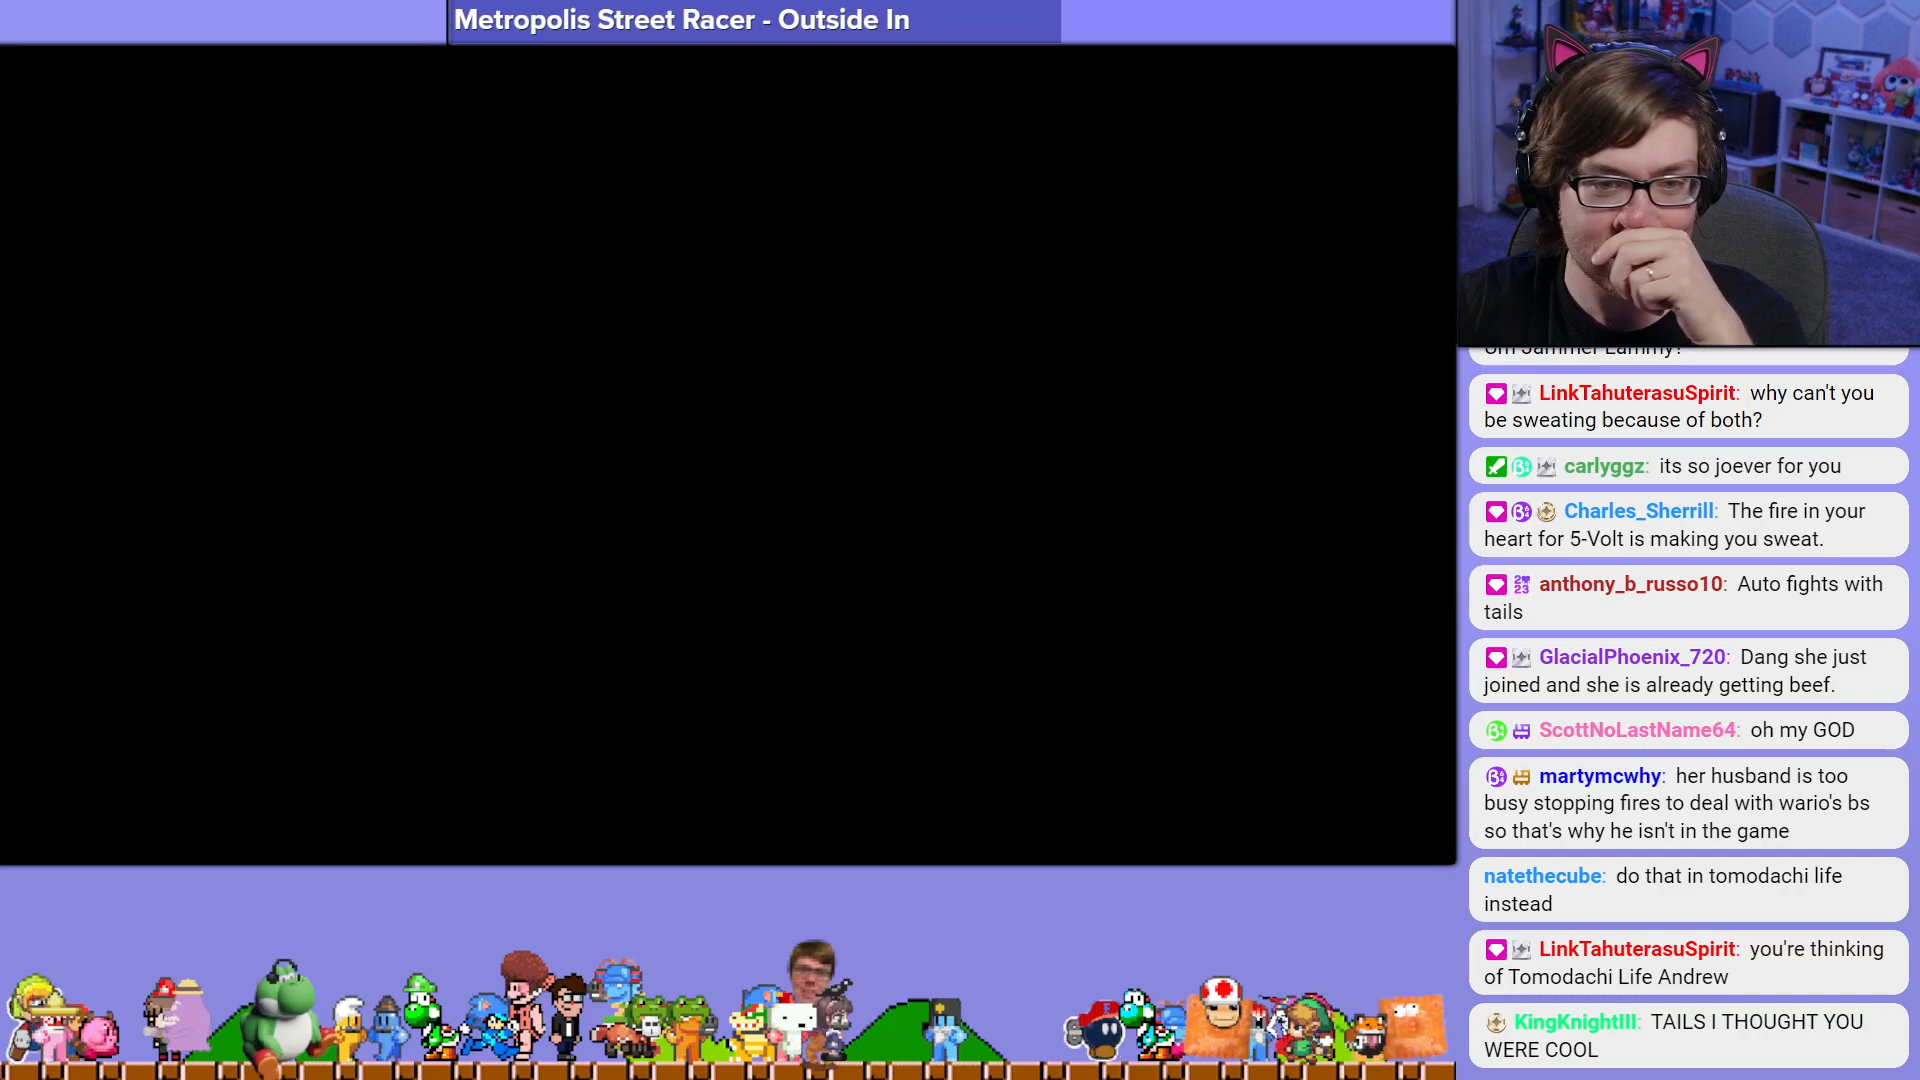 Metropolis Street Racer - Outside In
Um Jammer Lammy?
LinkTahuterasuSpirit: why can't you
be sweating because of both?
carlyggz: its so joever for you
Charles_Sherrill: The fire in your
heart for 5-Volt is making you sweat.
anthony_b_russo10: Auto fights with
tails
GlacialPhoenix_720: Dang she just
joined and she is already getting beef.
ScottNoLastName64: oh my GOD
martymcwhy: her husband is too
busy stopping fires to deal with wario's bs
so that's why he isn't in the game
natethecube: do that in tomodachi life
instead
LinkTahuterasuSpirit: you're thinking
of Tomodachi Life Andrew
KingKnightIII: TAILS I THOUGHT YOU
WERE COOL